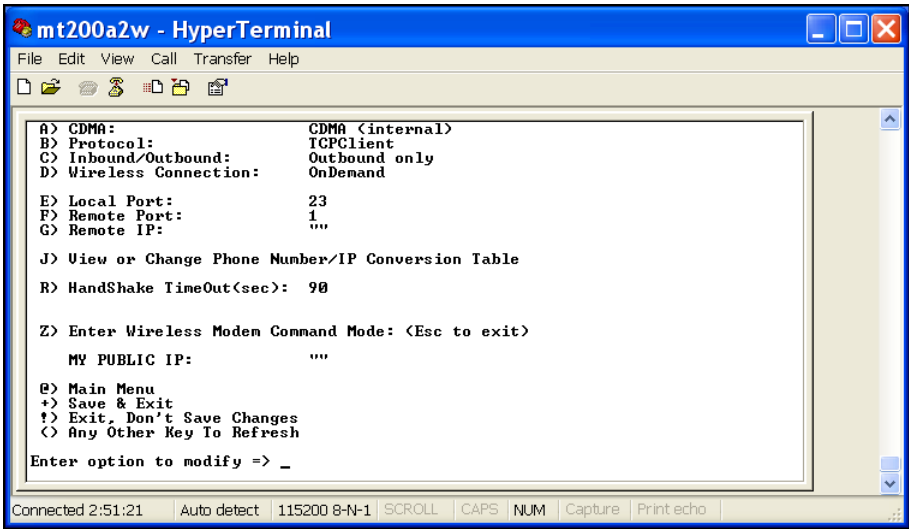 mt200a2w - HyperTerminal
File Edit View Call Transfer Help
A) CDMA: CDMA (internal)
B) Protocol: TCPClient
C) Inbound/Outbound: Outbound only
D) Wireless Connection: OnDemand
E) Local Port: 23
F) Remote Port: 1
G) Remote IP: ""
J) View or Change Phone Number/IP Conversion Table
R) HandShake TimeOut(sec): 90
Z) Enter Wireless Modem Command Mode: (Esc to exit)
MY PUBLIC IP: ""
@) Main Menu
+) Save & Exit
!) Exit, Don't Save Changes
<> Any Other Key To Refresh
Enter option to modify => _
Connected 2:51:21 Auto detect 115200 8-N-1 SCROLL CAPS NUM Capture Print echo